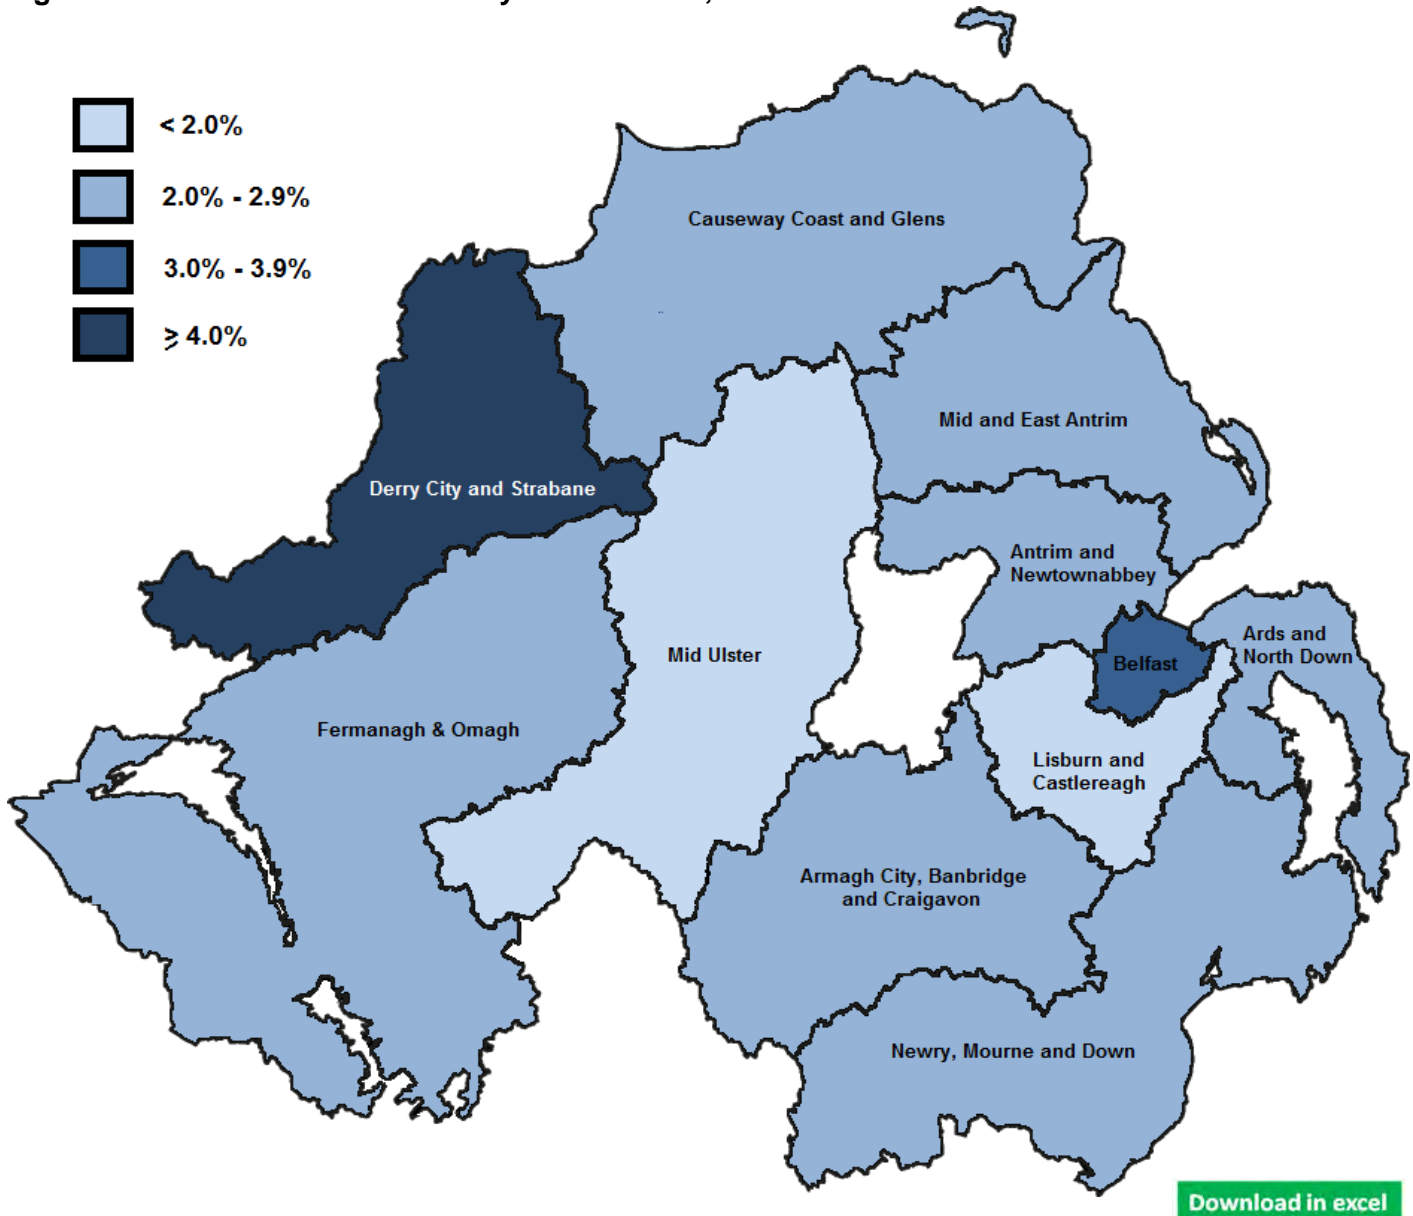 < 2.0%
2.0% - 2.9%
3.0% - 3.9%
≥ 4.0%
Causeway Coast and Glens
Mid and East Antrim
Derry City and Strabane
Antrim and
Newtownabbey
Ards and
North Down
Belfast
Mid Ulster
Fermanagh & Omagh
Lisburn and
Castlereagh
Armagh City, Banbridge
and Craigavon
Newry, Mourne and Down
Download in excel